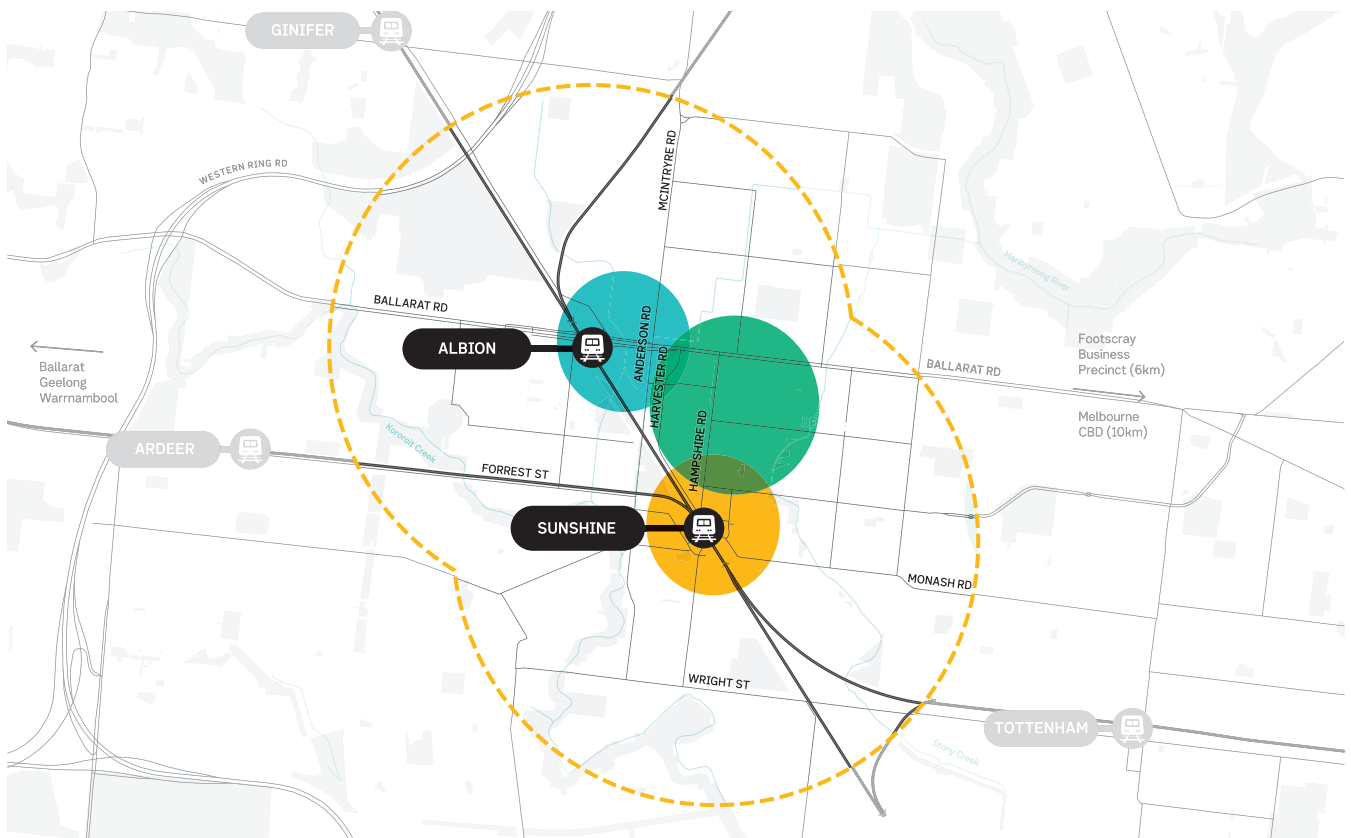 GINIFER
WESTERN RING RD
MCINTRYRE RD
Maribyrnong River
BALLARAT RD
ANDERSON RD
ALBION
HARVESTER RD
Ballarat
Geelong
Warrnambool
BALLARAT RD
Footscray
Business
Precinct (6km)
Melbourne
CBD (10km)
HAMPSHIRE RD
Kororoit Creek
ARDEER
FORREST ST
SUNSHINE
MONASH RD
WRIGHT ST
TOTTENHAM
Stony Creek